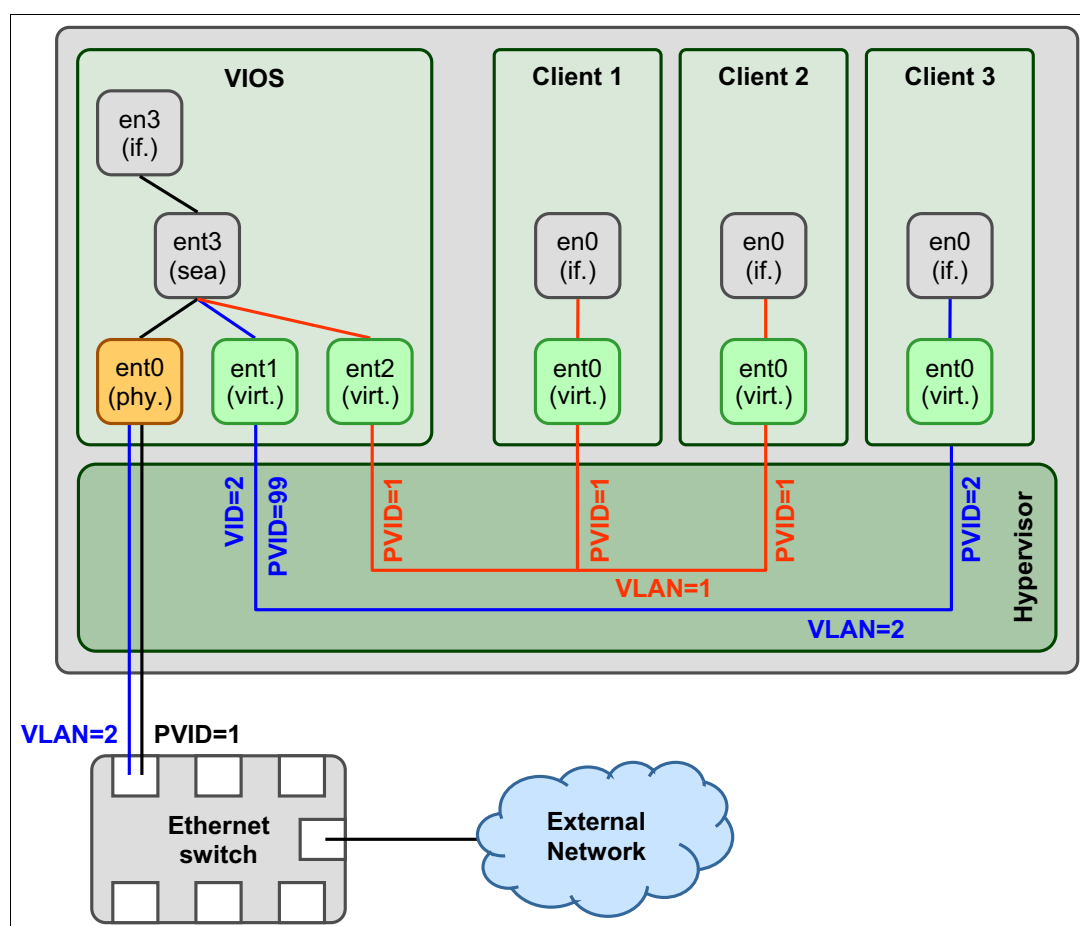 VIOS
Client 1
Client 2
Client 3
en3
(if.)
ent3
(sea)
en0
(if.)
en0
(if.)
en0
(if.)
ent0
(phy.)
ent1
(virt.)
ent2
(virt.)
ent0
(virt.)
ent0
(virt.)
ent0
(virt.)
VID=2
PVID=99
PVID=1
PVID=1
PVID=1
PVID=2
Hypervisor
VLAN=1
VLAN=2
VLAN=2
PVID=1
Ethernet
switch
External
Network